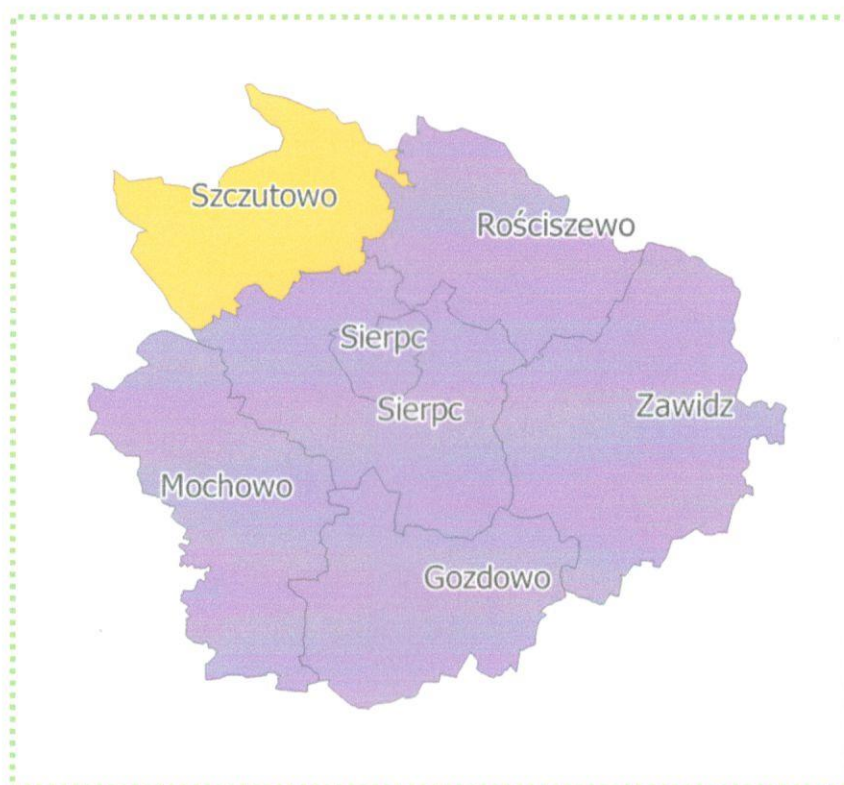 Szczutowo
Rościszewo
Sierpc
Zawidz
Sierpc
Mochowo
Gozdowo